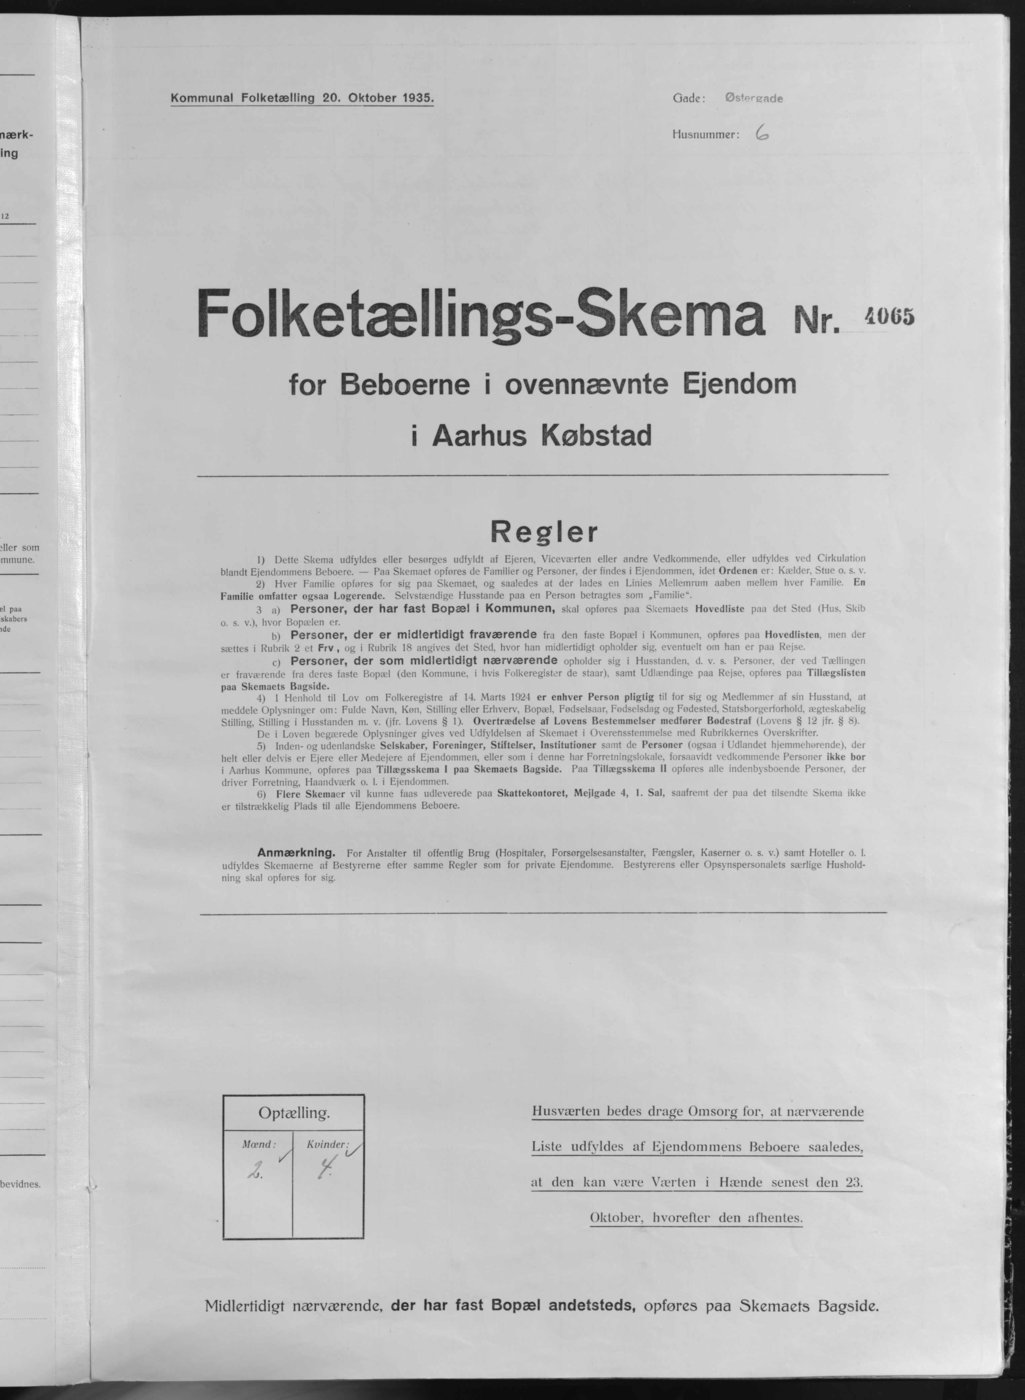 Kommunal Folketælling 20. Oktober 1935.
Gade: Østergade
Husnummer: 6
nærk-
ing
12
Folketællings-Skema Nr. 4065
for Beboerne i ovennævnte Ejendom
i Aarhus Købstad
Regler
1) Dette Skema udfyldes eller besørges udfyldt af Ejeren, Viceværten eller andre Vedkommende, eller udfyldes ved Cirkulation
blandt Ejendommens Beboere. — Paa Skemaet opføres de Familier og Personer, der findes i Ejendommen, idet Ordenen er: Kælder, Stue o. s. v.
2) Hver Familie opføres for sig paa Skemaet, og saaledes at der lades en Linies Mellemrum aaben mellem hver Familie. En
Familie omfatter ogsaa Logerende. Selvstændige Husstande paa en Person betragtes som „Familie“.
3 a) Personer, der har fast Bopæl i Kommunen, skal opføres paa Skemaets Hovedliste paa det Sted (Hus, Skib
o. s. v.), hvor Bopælen er.
b) Personer, der er midlertidigt fraværende fra den faste Bopæl i Kommunen, opføres paa Hovedlisten, men der
sættes i Rubrik 2 et Frv, og i Rubrik 18 angives det Sted, hvor han midlertidigt opholder sig, eventuelt om han er paa Rejse.
c) Personer, der som midlertidigt nærværende opholder sig i Husstanden, d. v. s. Personer, der ved Tællingen
er fraværende fra deres faste Bopæl (den Kommune, i hvis Folkeregister de staar), samt Udlændinge paa Rejse, opføres paa Tillægslisten
paa Skemaets Bagside.
4) I Henhold til Lov om Folkeregistre af 14. Marts 1924 er enhver Person pligtig til for sig og Medlemmer af sin Husstand, at
meddele Oplysninger om: Fulde Navn, Køn, Stilling eller Erhverv, Bopæl, Fødselsaar, Fødselsdag og Fødested, Statsborgerforhold, ægteskabelig
Stilling, Stilling i Husstanden m. v. (jfr. Lovens § 1). Overtrædelse af Lovens Bestemmelser medfører Bødestraf (Lovens § 12 jfr. § 8).
De i Loven begærede Oplysninger gives ved Udfyldelsen af Skemaet i Overensstemmelse med Rubrikkernes Overskrifter.
5) Inden- og udenlandske Selskaber, Foreninger, Stiftelser, Institutioner samt de Personer (ogsaa i Udlandet hjemmehørende), der
helt eller delvis er Ejere eller Medejere af Ejendommen, eller som i denne har Forretningslokale, forsaavidt vedkommende Personer ikke bor
i Aarhus Kommune, opføres paa Tillægsskema I paa Skemaets Bagside. Paa Tillægsskema II opføres alle indenbysboende Personer, der
driver Forretning, Haandværk o. l. i Ejendommen.
6) Flere Skemaer vil kunne faas udleverede paa Skattekontoret, Mejlgade 4, 1. Sal, saafremt der paa det tilsendte Skema ikke
er tilstrækkelig Plads til alle Ejendommens Beboere.
Anmærkning. For Anstalter til offentlig Brug (Hospitaler, Forsørgelsesanstalter, Fængsler, Kaserner o. s. v.) samt Hoteller o. l.
udfyldes Skemaerne af Bestyrerne efter samme Regler som for private Ejendomme. Bestyrerens eller Opsynspersonalets særlige Hushold-
ning skal opføres for sig.
eller som
mmune.
el paa
skabers
nde
bevidnes.
Optælling.
Mænd: Kvinder:
2. 4.
Husværten bedes drage Omsorg for, at nærværende
Liste udfyldes af Ejendommens Beboere saaledes,
at den kan være Værten i Hænde senest den 23.
Oktober, hvorefter den afhentes.
Midlertidigt nærværende, der har fast Bopæl andetsteds, opføres paa Skemaets Bagside.